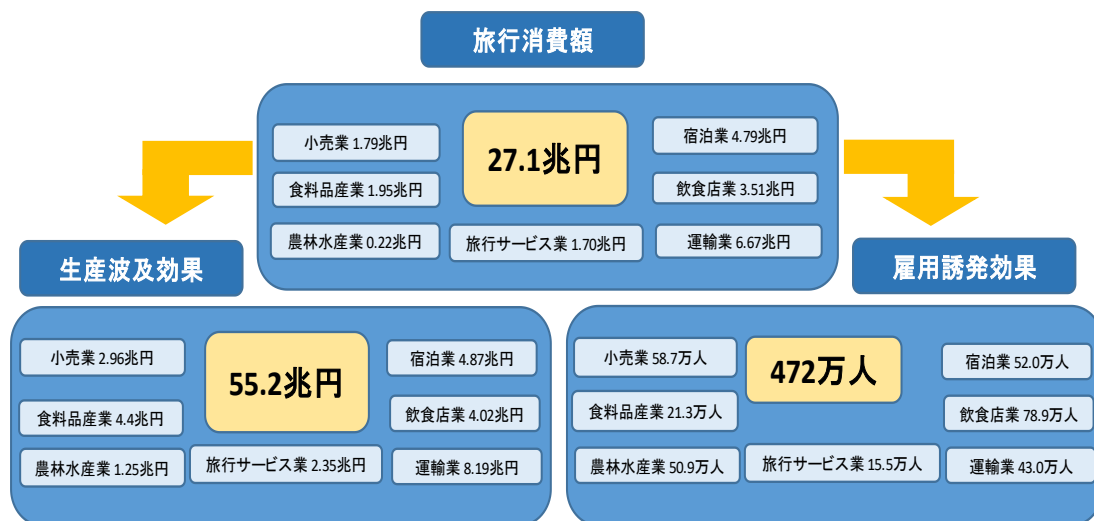 旅行消費額
27.1兆円
小売業 1.79兆円
食料品産業 1.95兆円
農林水産業 0.22兆円
旅行サービス業 1.70兆円
宿泊業 4.79兆円
飲食店業 3.51兆円
運輸業 6.67兆円
生産波及効果
55.2兆円
小売業 2.96兆円
食料品産業 4.4兆円
農林水産業 1.25兆円
旅行サービス業 2.35兆円
宿泊業 4.87兆円
飲食店業 4.02兆円
運輸業 8.19兆円
雇用誘発効果
472万人
小売業 58.7万人
食料品産業 21.3万人
農林水産業 50.9万人
旅行サービス業 15.5万人
宿泊業 52.0万人
飲食店業 78.9万人
運輸業 43.0万人